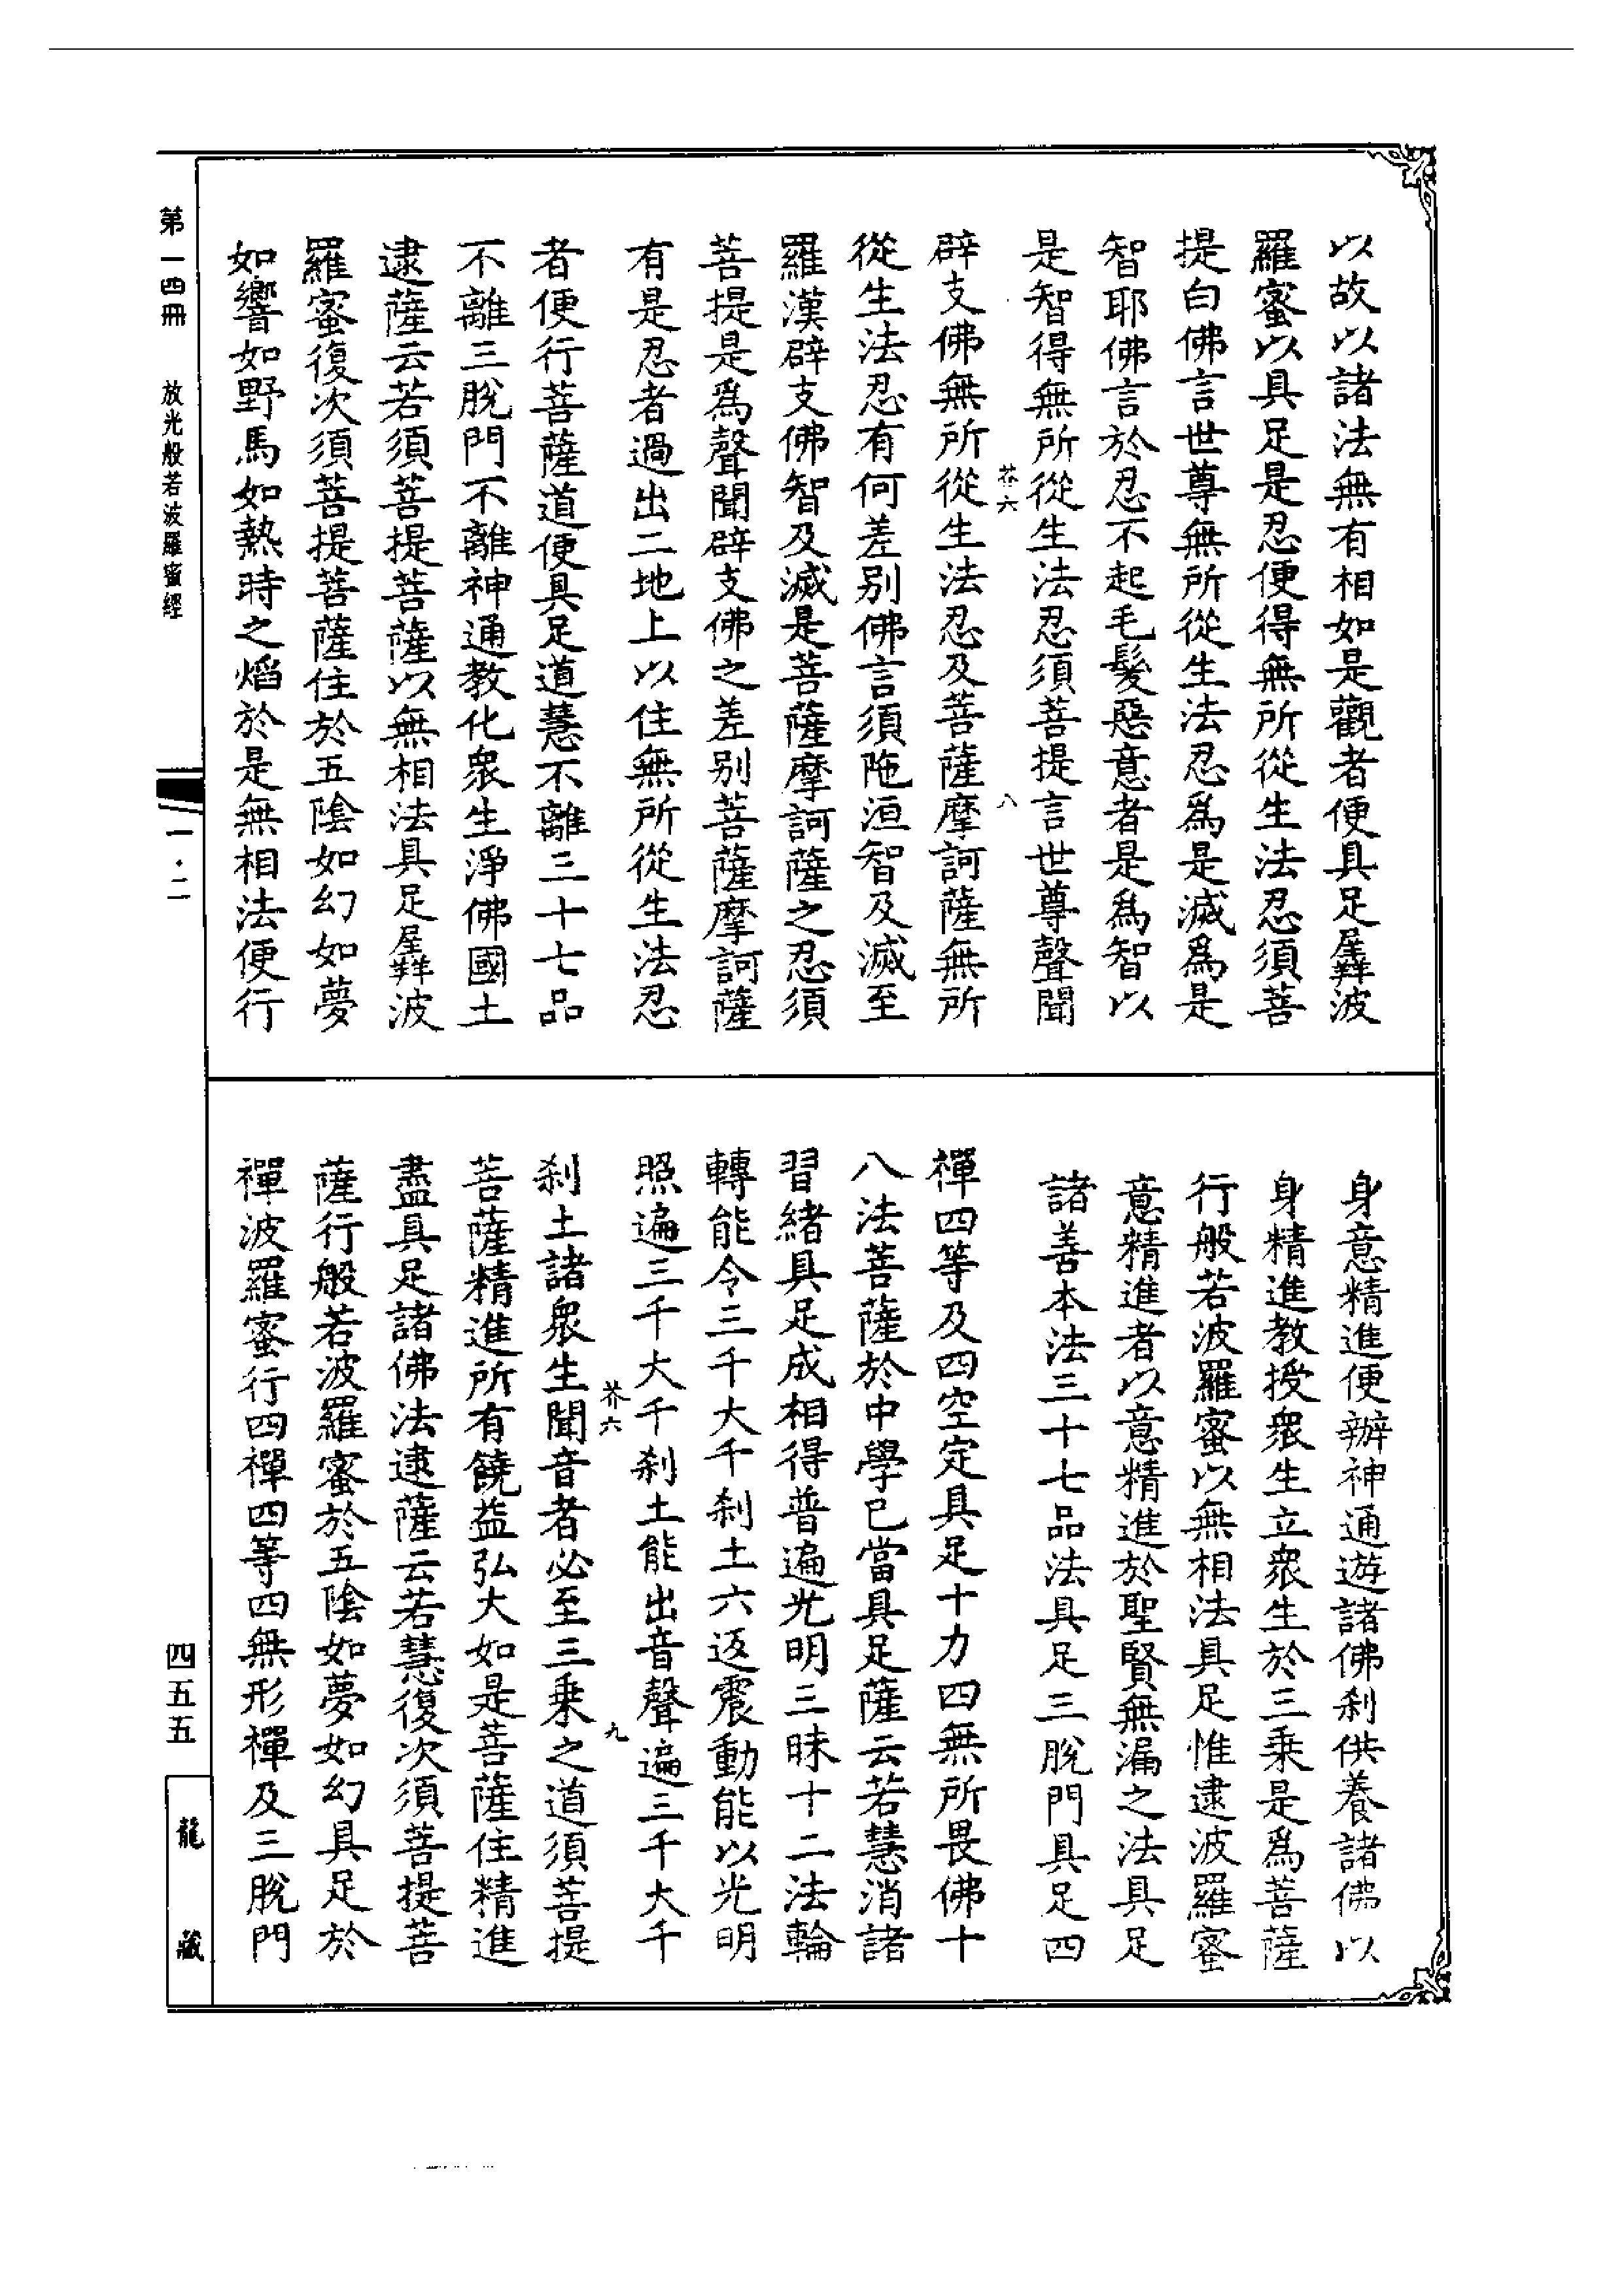 以故以諸法無有相如是觀者便具足羼波
羅蜜以具足是忍便得無所從生法忍須菩
提白佛言世尊無所從生法忍爲是滅爲是
智耶佛言於忍不起毛髮惡意者是爲智以
是智得無所從生法忍須菩提言世尊聲聞
芥六
八
辟支佛無所從生法忍及菩薩摩訶薩無所
從生法忍有何差别佛言須陁洹智及滅至
羅漢辟支佛智及滅是菩薩摩訶薩之忍須
菩提是爲聲聞辟支佛之差别菩薩摩訶薩
有是忍者過出二地上以住無所從生法忍
者便行菩薩道便具足道慧不離三十七品
不離三脫門不離神通教化衆生淨佛國土
逮薩云若須菩提菩薩以無相法具足羼波
羅蜜復次須菩提菩薩住於五陰如幻如夢
如響如野馬如熱時之焰於是無相法便行
身意精進便辦神通遊諸佛刹供養諸佛以
身精進教授衆生立衆生於三乘是爲菩薩
行般若波羅蜜以無相法具足惟逮波羅蜜
意精進者以意精進於聖賢無漏之法具足
諸善本法三十七品法具足三脫門具足四
禪四等及四空定具足十力四無所畏佛十
八法菩薩於中學已當具足薩云若慧消諸
習緒具足成相得普遍光明三昧十二法輪
轉能令三千大千刹土六返震動能以光明
照遍三千大千刹土能出音聲遍三千大千
芥六
九
刹土諸衆生聞音者必至三乘之道須菩提
菩薩精進所有饒益弘大如是菩薩住精進
盡具足諸佛法逮薩云若慧復次須菩提菩
薩行般若波羅蜜於五陰如夢如幻具足於
禪波羅蜜行四禪四等四無形禪及三脫門
第一四冊 放光般若波羅蜜經
一·二
四五五
龍藏